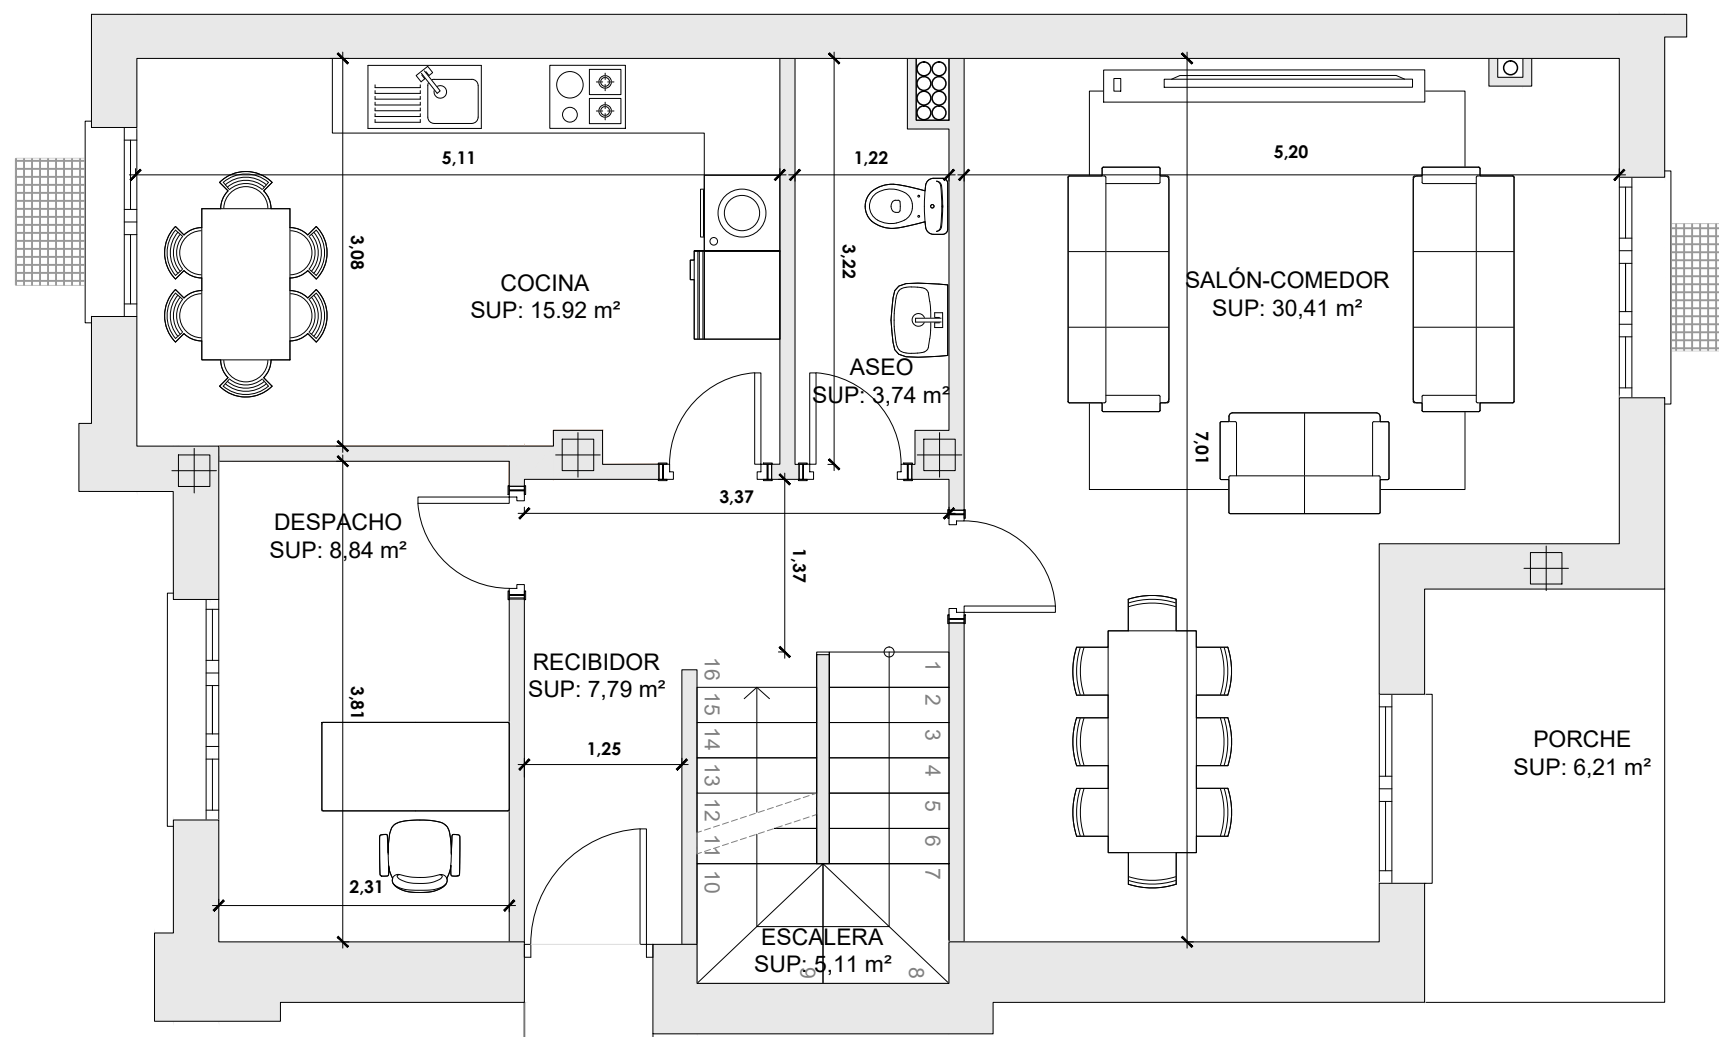 5,11
1,22
5,20
3,08
3,22
COCINA
SUP: 15.92 m²
SALÓN-COMEDOR
SUP: 30,41 m²
ASEO
SUP: 3,74 m²
7,01
3,37
DESPACHO
SUP: 8,84 m²
1,37
RECIBIDOR
SUP: 7,79 m²
16
15
14
13
12
11
10
1
2
3
4
5
6
7
3,81
1,25
PORCHE
SUP: 6,21 m²
2,31
ESCALERA
SUP: 5,11 m²
9
8